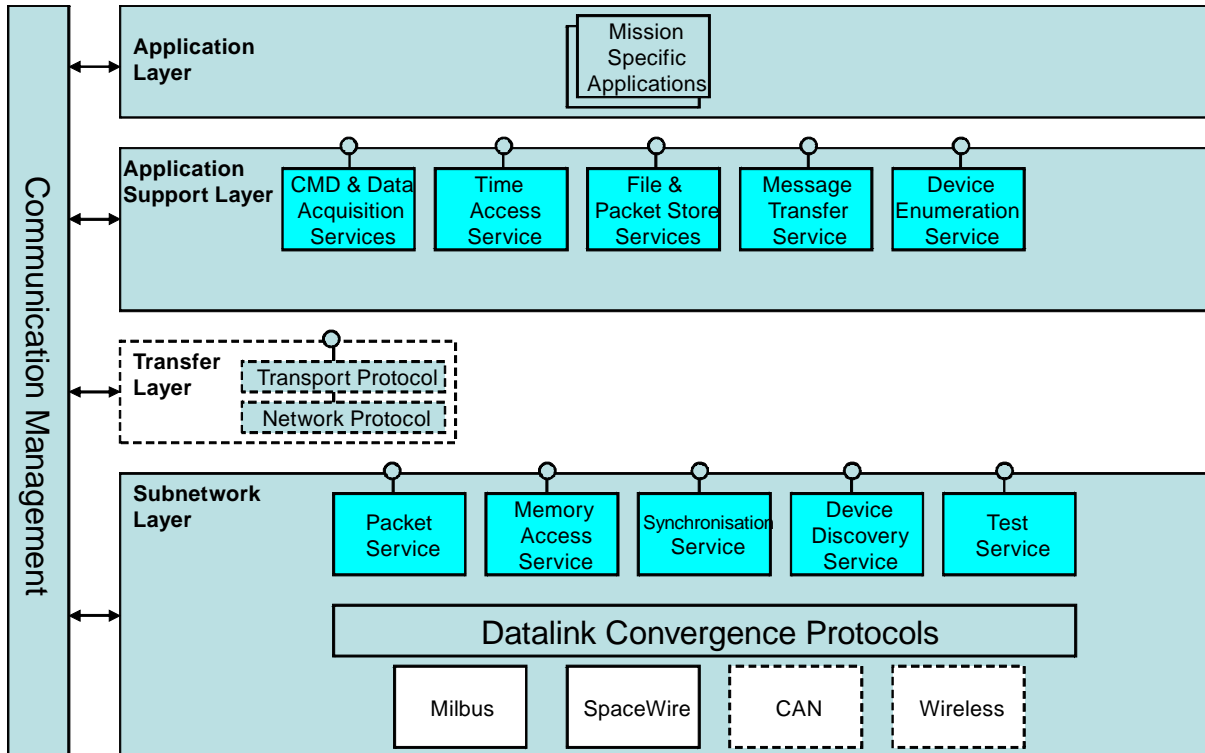 Communication Management
Application
Layer
Mission
Specific
Applications
Application
Support Layer
CMD & Data
Acquisition
Services
Time
Access
Service
File &
Packet Store
Services
Message
Transfer
Service
Device
Enumeration
Service
Transfer
Layer
Transport Protocol
Network Protocol
Subnetwork
Layer
Packet
Service
Memory
Access
Service
Synchronisation
Service
Device
Discovery
Service
Test
Service
Datalink Convergence Protocols
Milbus
SpaceWire
CAN
Wireless